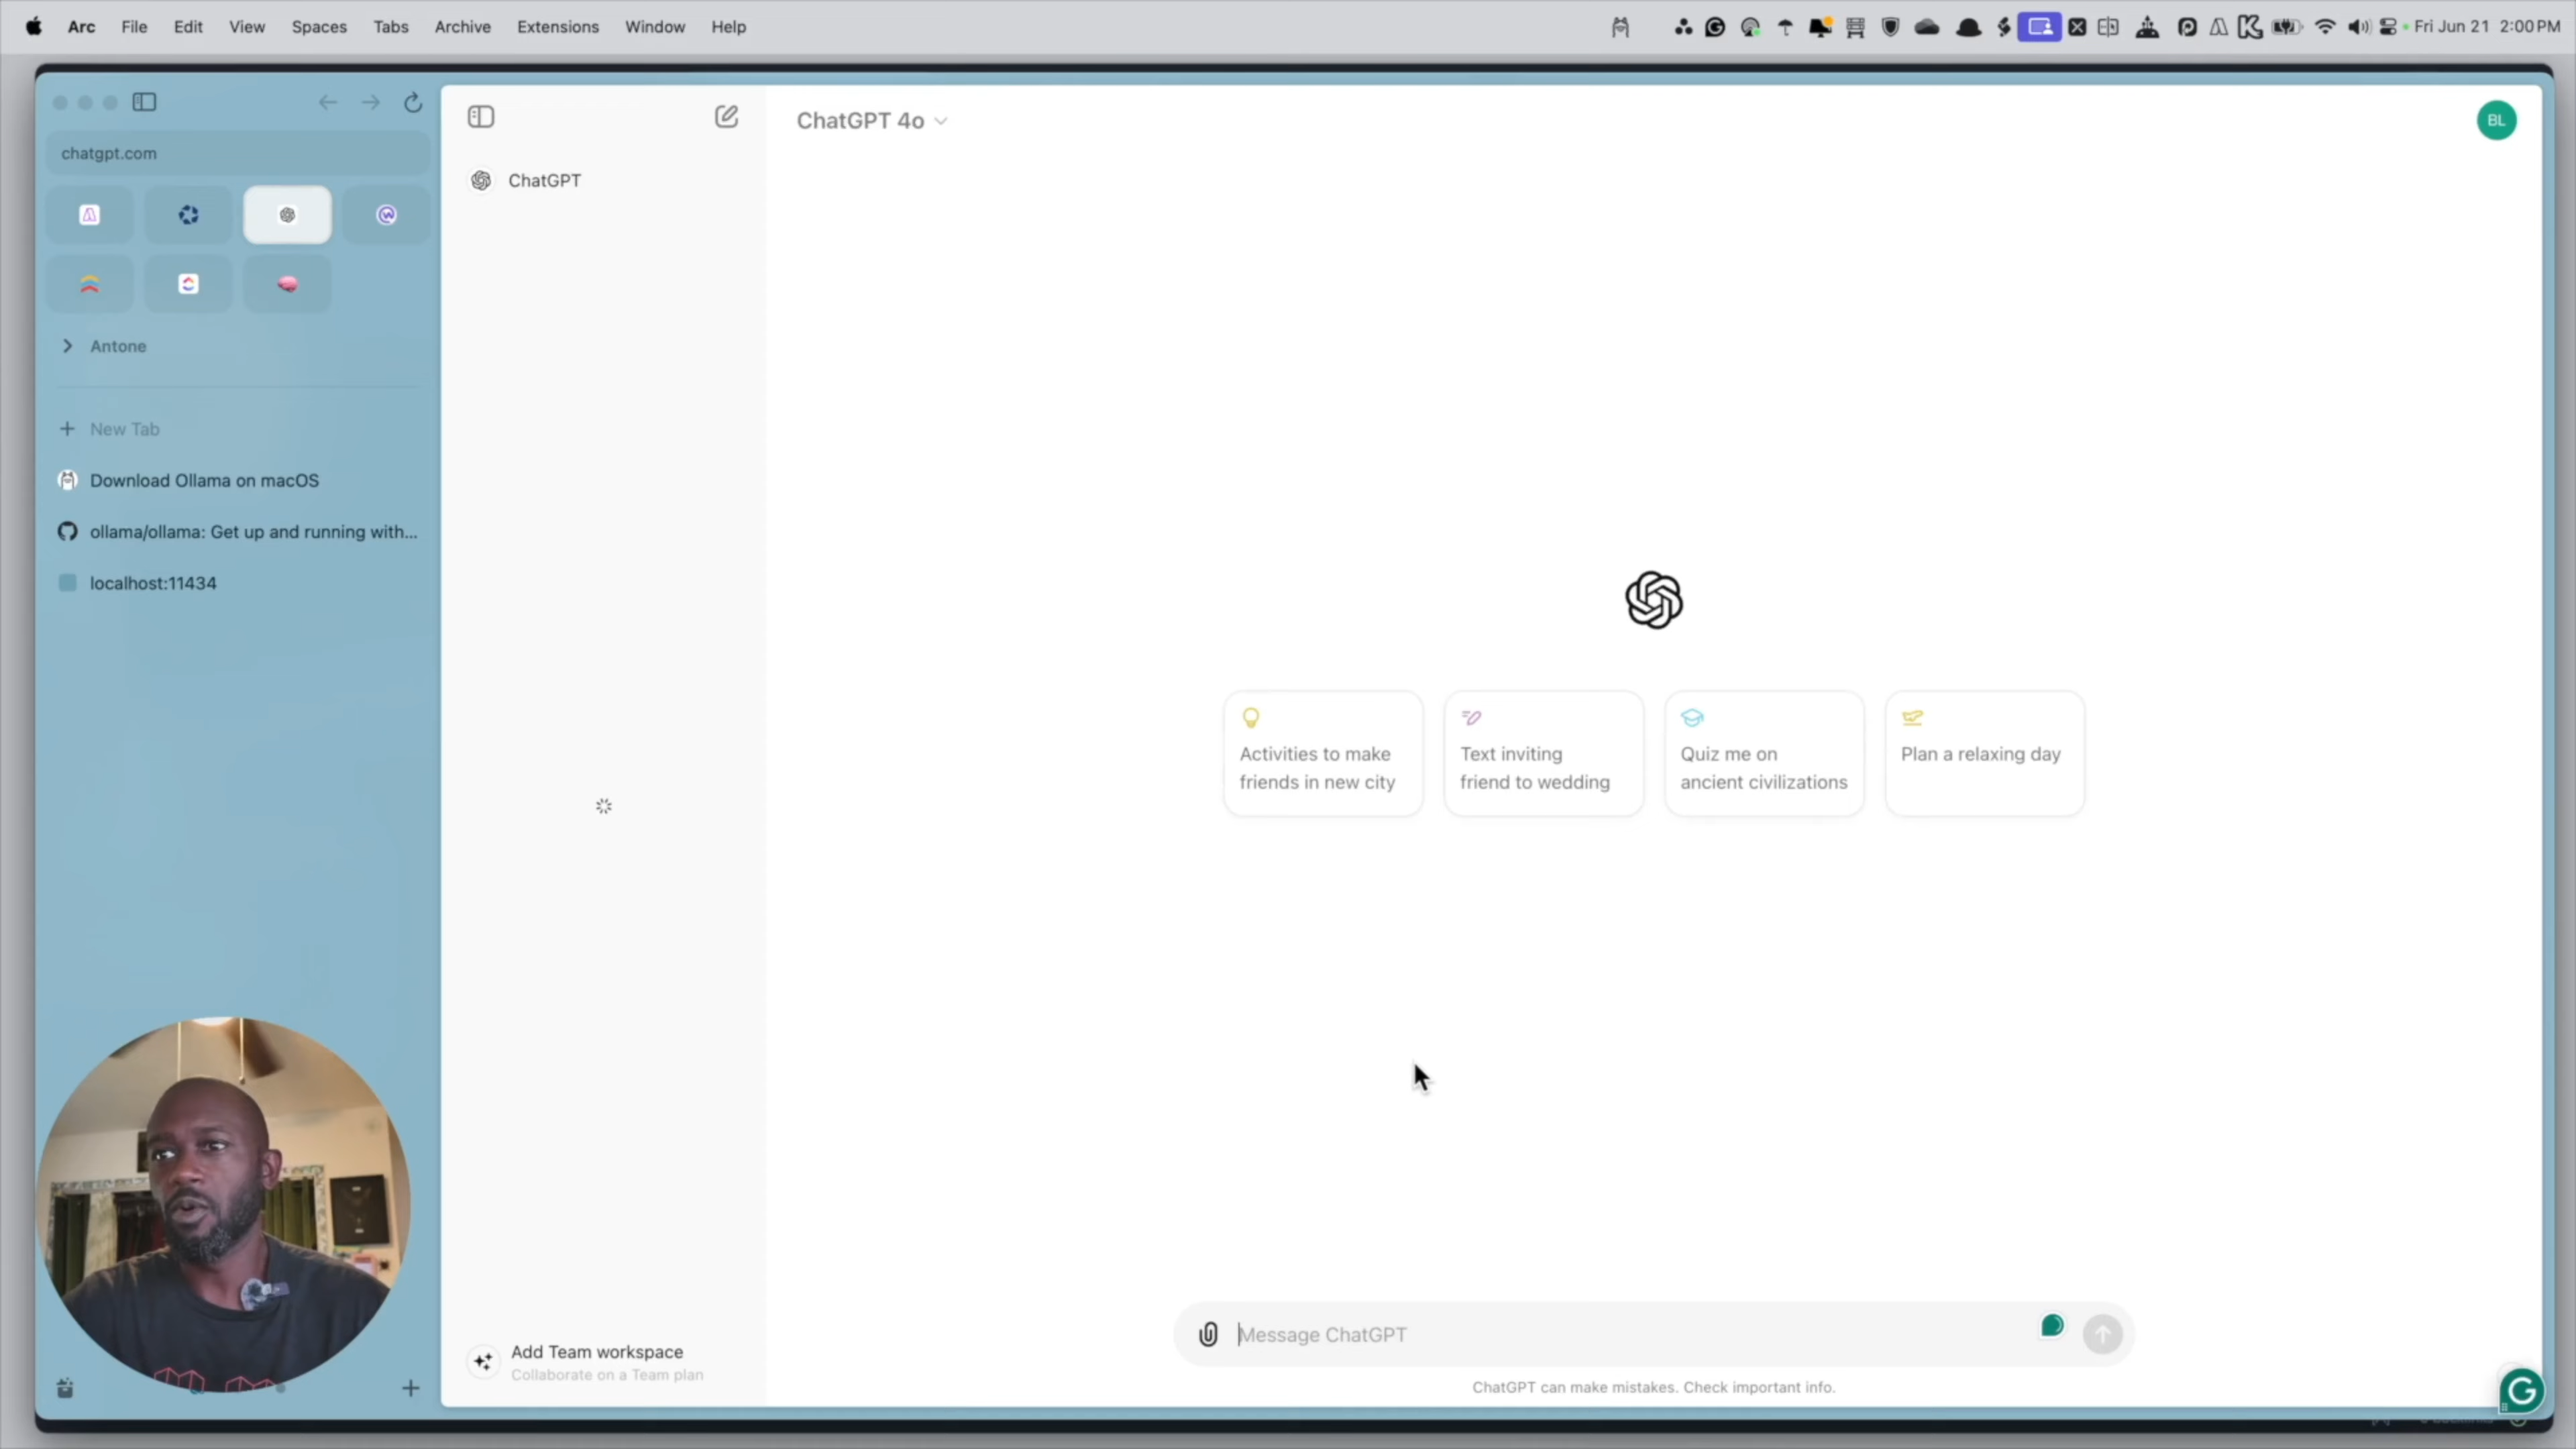 Arc File Edit View Spaces Tabs Archive Extensions Window Help
Fri Jun 21 2:00 PM
chatgpt.com
Antone
New Tab
Download Ollama on macOS
ollama/ollama: Get up and running with...
localhost:11434
ChatGPT
Add Team workspace
Collaborate on a Team plan
ChatGPT 4o
BL
Activities to make
friends in new city
Text inviting
friend to wedding
Quiz me on
ancient civilizations
Plan a relaxing day
Message ChatGPT
ChatGPT can make mistakes. Check important info.